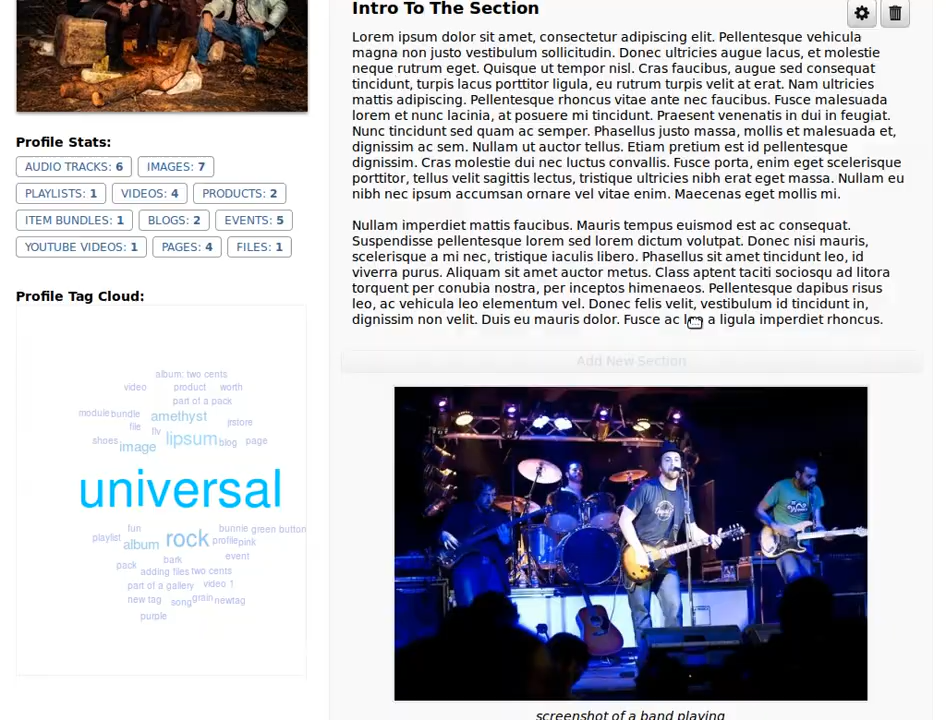 Profile Stats:
AUDIO TRACKS: 6 IMAGES: 7
PLAYLISTS: 1 VIDEOS: 4 PRODUCTS: 2
ITEM BUNDLES: 1 BLOGS: 2 EVENTS: 5
YOUTUBE VIDEOS: 1 PAGES: 4 FILES: 1
Profile Tag Cloud:
album: two cents
video product worth
part of a pack
module bundle amethyst jrstore
file flv
shoes image lipsum blog page
universal
fun bunnie green button
playlist album rock profile pink
bark event
pack adding files two cents
part of a gallery video 1
new tag song grain newtag
purple
Intro To The Section
Lorem ipsum dolor sit amet, consectetur adipiscing elit. Pellentesque vehicula
magna non justo vestibulum sollicitudin. Donec ultricies augue lacus, et molestie
neque rutrum eget. Quisque ut tempor nisl. Cras faucibus, augue sed consequat
tincidunt, turpis lacus porttitor ligula, eu rutrum turpis velit at erat. Nam ultricies
mattis adipiscing. Pellentesque rhoncus vitae ante nec faucibus. Fusce malesuada
lorem et nunc lacinia, at posuere mi tincidunt. Praesent venenatis in dui in feugiat.
Nunc tincidunt sed quam ac semper. Phasellus justo massa, mollis et malesuada et,
dignissim ac sem. Nullam ut auctor tellus. Etiam pretium est id pellentesque
dignissim. Cras molestie dui nec luctus convallis. Fusce porta, enim eget scelerisque
porttitor, tellus velit sagittis lectus, tristique ultricies nibh erat eget massa. Nullam eu
nibh nec ipsum accumsan ornare vel vitae enim. Maecenas eget mollis mi.
Nullam imperdiet mattis faucibus. Mauris tempus euismod est ac consequat.
Suspendisse pellentesque lorem sed lorem dictum volutpat. Donec nisi mauris,
scelerisque a mi nec, tristique iaculis libero. Phasellus sit amet tincidunt leo, id
viverra purus. Aliquam sit amet auctor metus. Class aptent taciti sociosqu ad litora
torquent per conubia nostra, per inceptos himenaeos. Pellentesque dapibus risus
leo, ac vehicula leo elementum vel. Donec felis velit, vestibulum id tincidunt in,
dignissim non velit. Duis eu mauris dolor. Fusce ac a ligula imperdiet rhoncus.
Add New Section
screenshot of a band playing